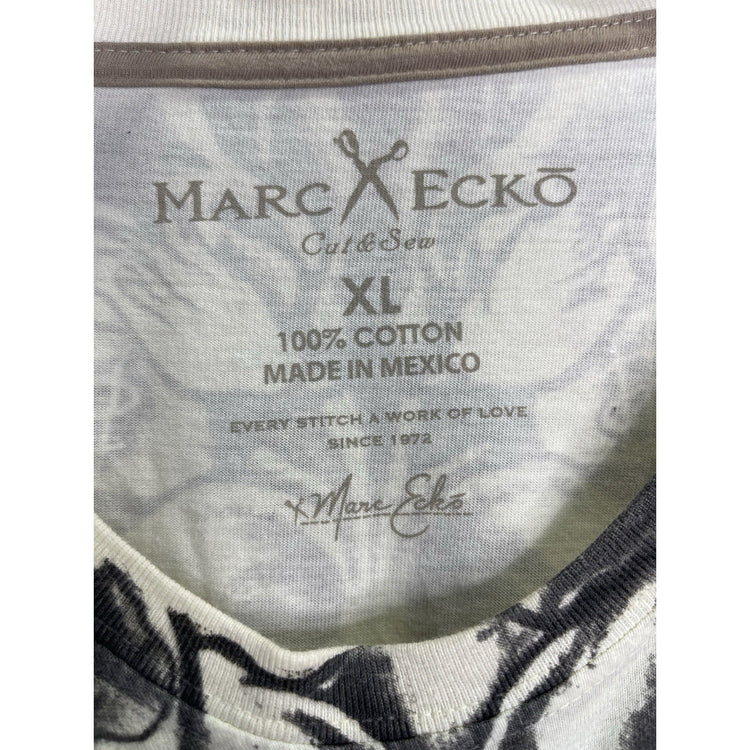 MARC ECKŌ
Cut & Sew
XL
100% COTTON
MADE IN MEXICO
EVERY STITCH A WORK OF LOVE
SINCE 1972
x Marc Eckō